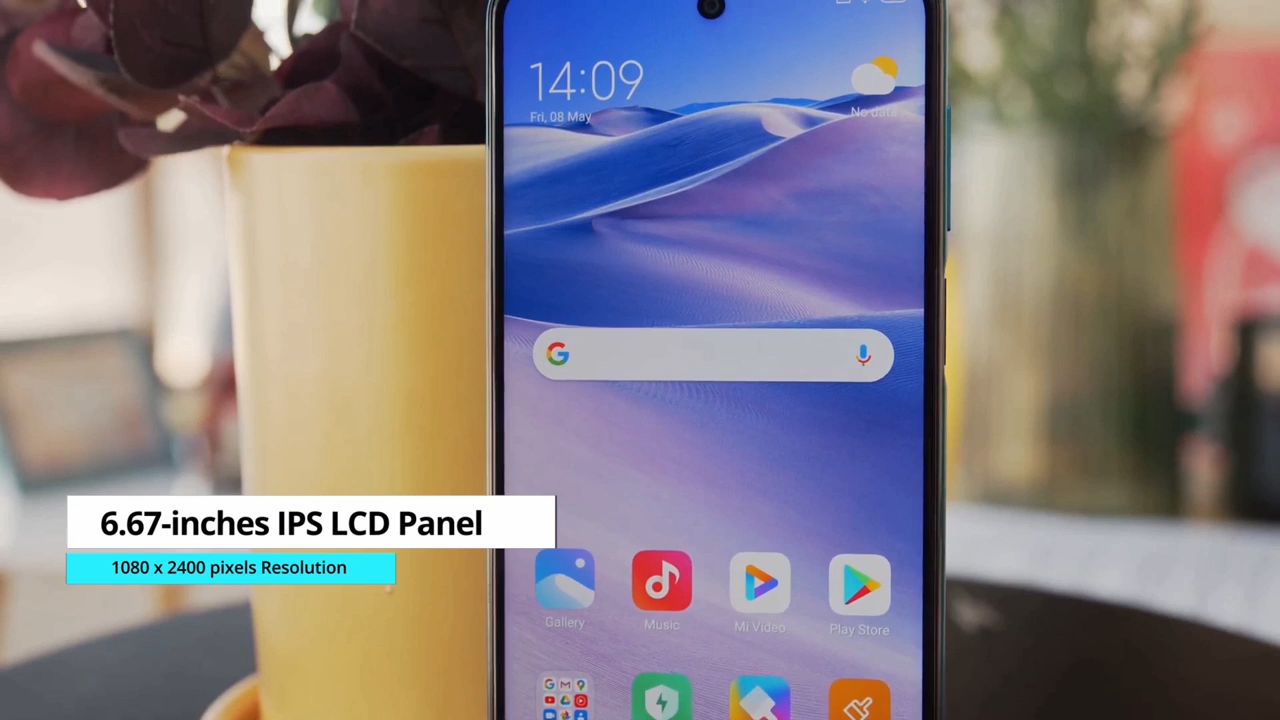 14:09
Fri, 08 May
No data
6.67-inches IPS LCD Panel
1080 x 2400 pixels Resolution
Gallery
Music
Mi Video
Play Store